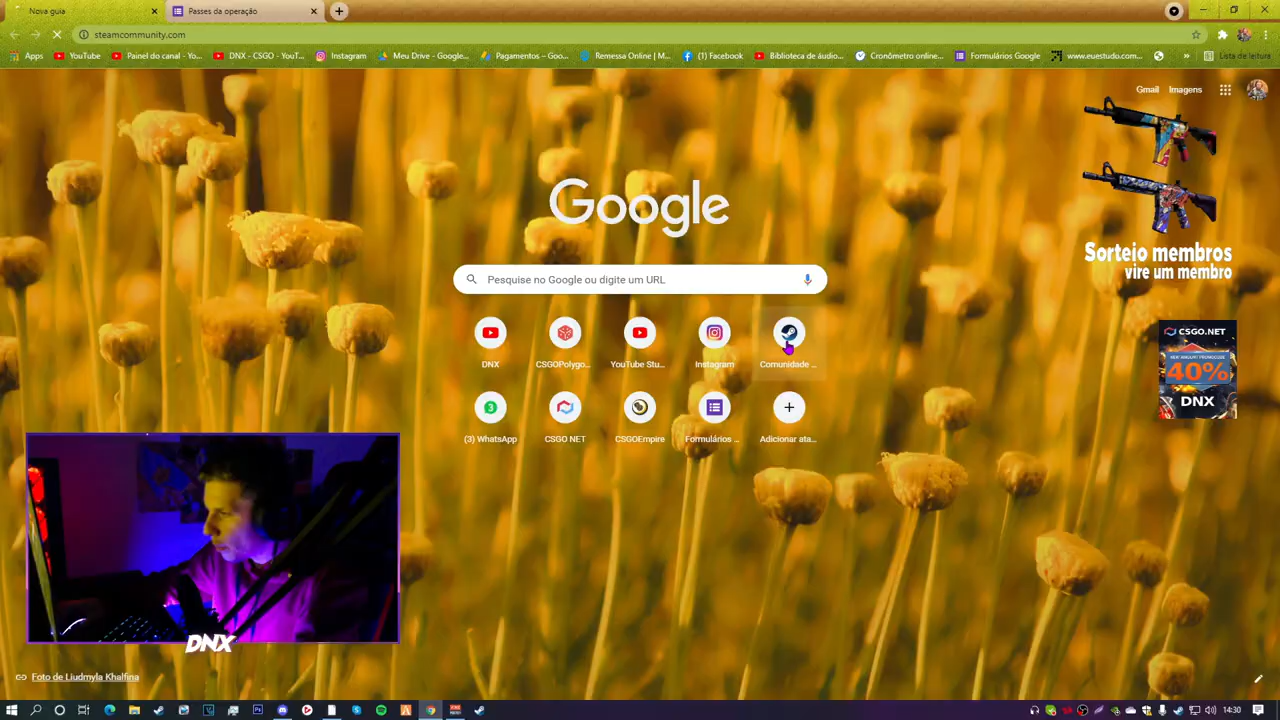 Nova guia
Passes da operação
steamcommunity.com
Apps
YouTube
Painel do canal - Yo...
DNX - CSGO - YouT...
Instagram
Meu Drive - Google...
Pagamentos – Goo...
Remessa Online | M...
(1) Facebook
Biblioteca de áudio...
Cronômetro online...
Formulários Google
www.euestudo.com...
»
Lista de leitura
Gmail
Imagens
Google
Sorteio membros
vire um membro
Pesquise no Google ou digite um URL
DNX
CSGOPolygo...
YouTube Stu...
Instagram
Comunidade ...
CSGO.NET
40%
DNX
3
(3) WhatsApp
CSGO NET
CSGOEmpire
Formulários ...
Adicionar ata...
DNX
Foto de Liudmyla Khalfina
14:30